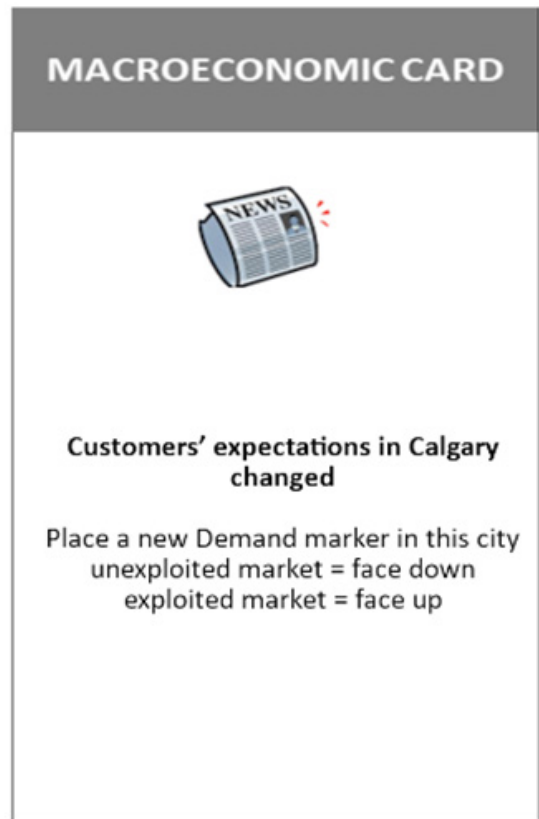 MACROECONOMIC CARD
NEWS
Customers’ expectations in Calgary
changed
Place a new Demand marker in this city
unexploited market = face down
exploited market = face up